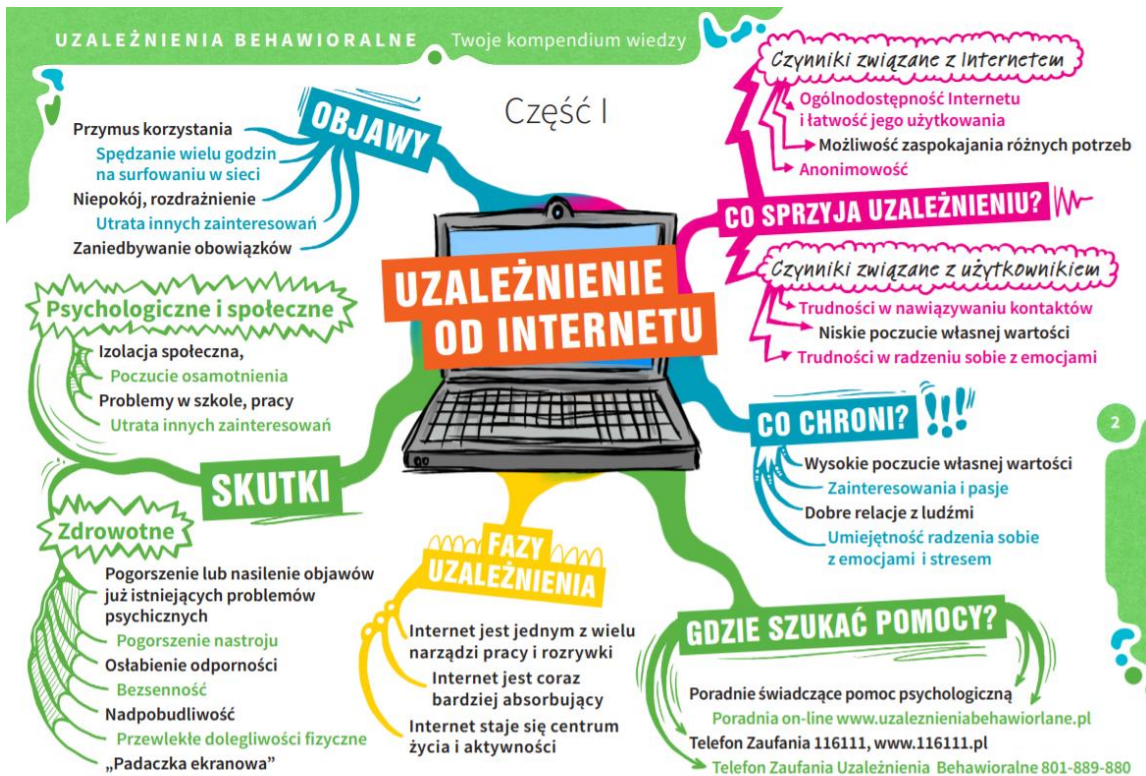 UZALEŻNIENIA BEHAWIORALNE Twoje kompendium wiedzy
Część I
UZALEŻNIENIE
OD INTERNETU
OBJAWY
Przymus korzystania
Spędzanie wielu godzin
na surfowaniu w sieci
Niepokój, rozdrażnienie
Utrata innych zainteresowań
Zaniedbywanie obowiązków
Czynniki związane z Internetem
Ogólnodostępność Internetu
i łatwość jego użytkowania
Możliwość zaspokajania różnych potrzeb
Anonimowość
CO SPRZYJA UZALEŻNIENIU?
Czynniki związane z użytkownikiem
Trudności w nawiązywaniu kontaktów
Niskie poczucie własnej wartości
Trudności w radzeniu sobie z emocjami
Psychologiczne i społeczne
Izolacja społeczna,
Poczucie osamotnienia
Problemy w szkole, pracy
Utrata innych zainteresowań
SKUTKI
Zdrowotne
Pogorszenie lub nasilenie objawów
już istniejących problemów
psychicznych
Pogorszenie nastroju
Osłabienie odporności
Bezsenność
Nadpobudliwość
Przewlekłe dolegliwości fizyczne
„Padaczka ekranowa”
FAZY
UZALEŻNIENIA
Internet jest jednym z wielu
narzędzi pracy i rozrywki
Internet jest coraz
bardziej absorbujący
Internet staje się centrum
życia i aktywności
CO CHRONI? !!!
Wysokie poczucie własnej wartości
Zainteresowania i pasje
Dobre relacje z ludźmi
Umiejętność radzenia sobie
z emocjami i stresem
2
GDZIE SZUKAĆ POMOCY?
Poradnie świadczące pomoc psychologiczną
Poradnia on-line www.uzaleznieniabehawiorlane.pl
Telefon Zaufania 116111, www.116111.pl
Telefon Zaufania Uzależnienia Behawioralne 801-889-880